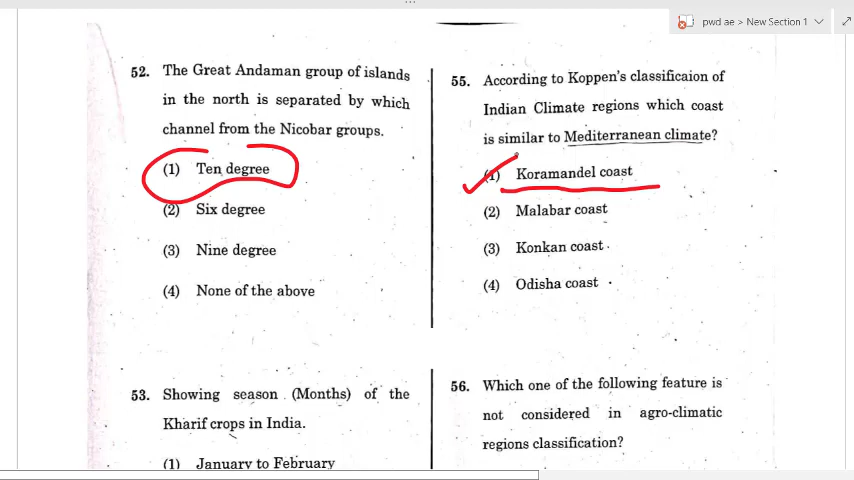 pwd ae > New Section 1
52. The Great Andaman group of islands
in the north is separated by which
channel from the Nicobar groups.
(1) Ten degree
(2) Six degree
(3) Nine degree
(4) None of the above
53. Showing season (Months) of the
Kharif crops in India.
(1) January to February
55. According to Koppen's classificaion of
Indian Climate regions which coast
is similar to Mediterranean climate?
(1) Koramandel coast
(2) Malabar coast
(3) Konkan coast
(4) Odisha coast
56. Which one of the following feature is
not considered in agro-climatic
regions classification?